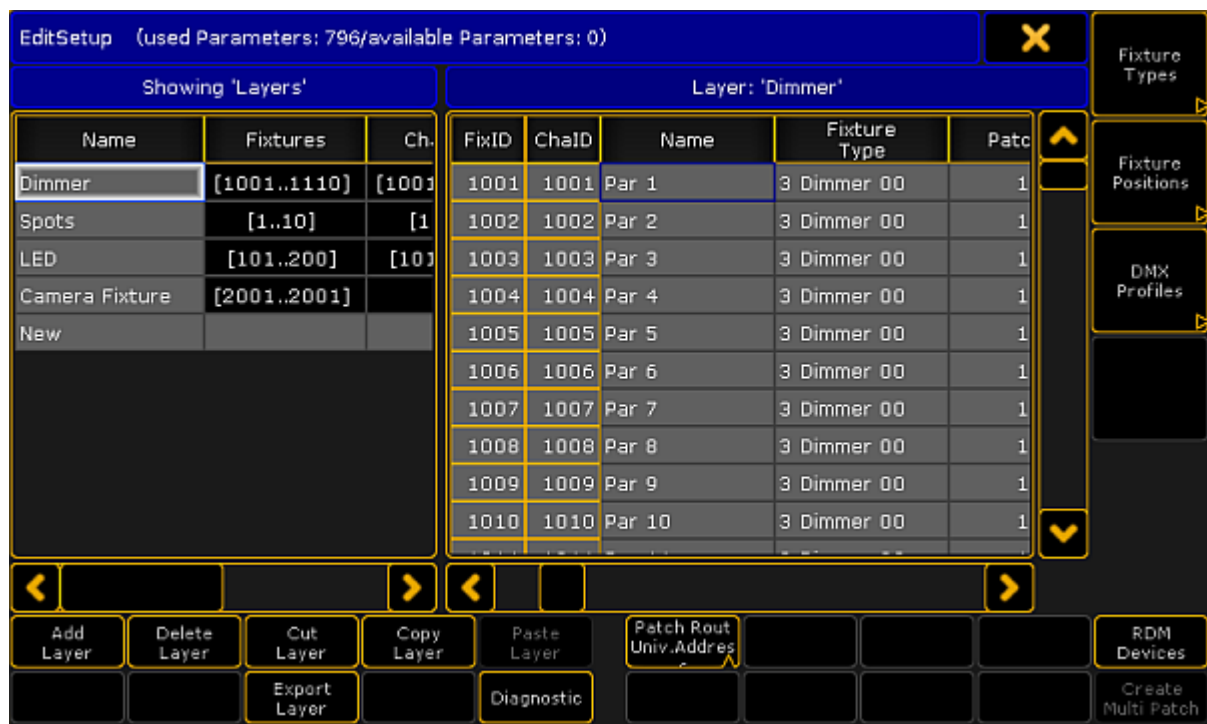 EditSetup (used Parameters: 796/available Parameters: 0)
Fixture
Types
Showing 'Layers'
Layer: 'Dimmer'
Name Fixtures Ch.
FixID ChaID Name Fixture Type Patc
Dimmer [1001..1110] [1001
Spots [1..10] [1
LED [101..200] [101
Camera Fixture [2001..2001]
New
1001 1001 Par 1 3 Dimmer 00 1
1002 1002 Par 2 3 Dimmer 00 1
1003 1003 Par 3 3 Dimmer 00 1
1004 1004 Par 4 3 Dimmer 00 1
1005 1005 Par 5 3 Dimmer 00 1
1006 1006 Par 6 3 Dimmer 00 1
1007 1007 Par 7 3 Dimmer 00 1
1008 1008 Par 8 3 Dimmer 00 1
1009 1009 Par 9 3 Dimmer 00 1
1010 1010 Par 10 3 Dimmer 00 1
Fixture
Positions
DMX
Profiles
Add
Layer
Delete
Layer
Cut
Layer
Copy
Layer
Paste
Layer
Patch Rout
Univ.Addres
RDM
Devices
Export
Layer
Diagnostic
Create
Multi Patch